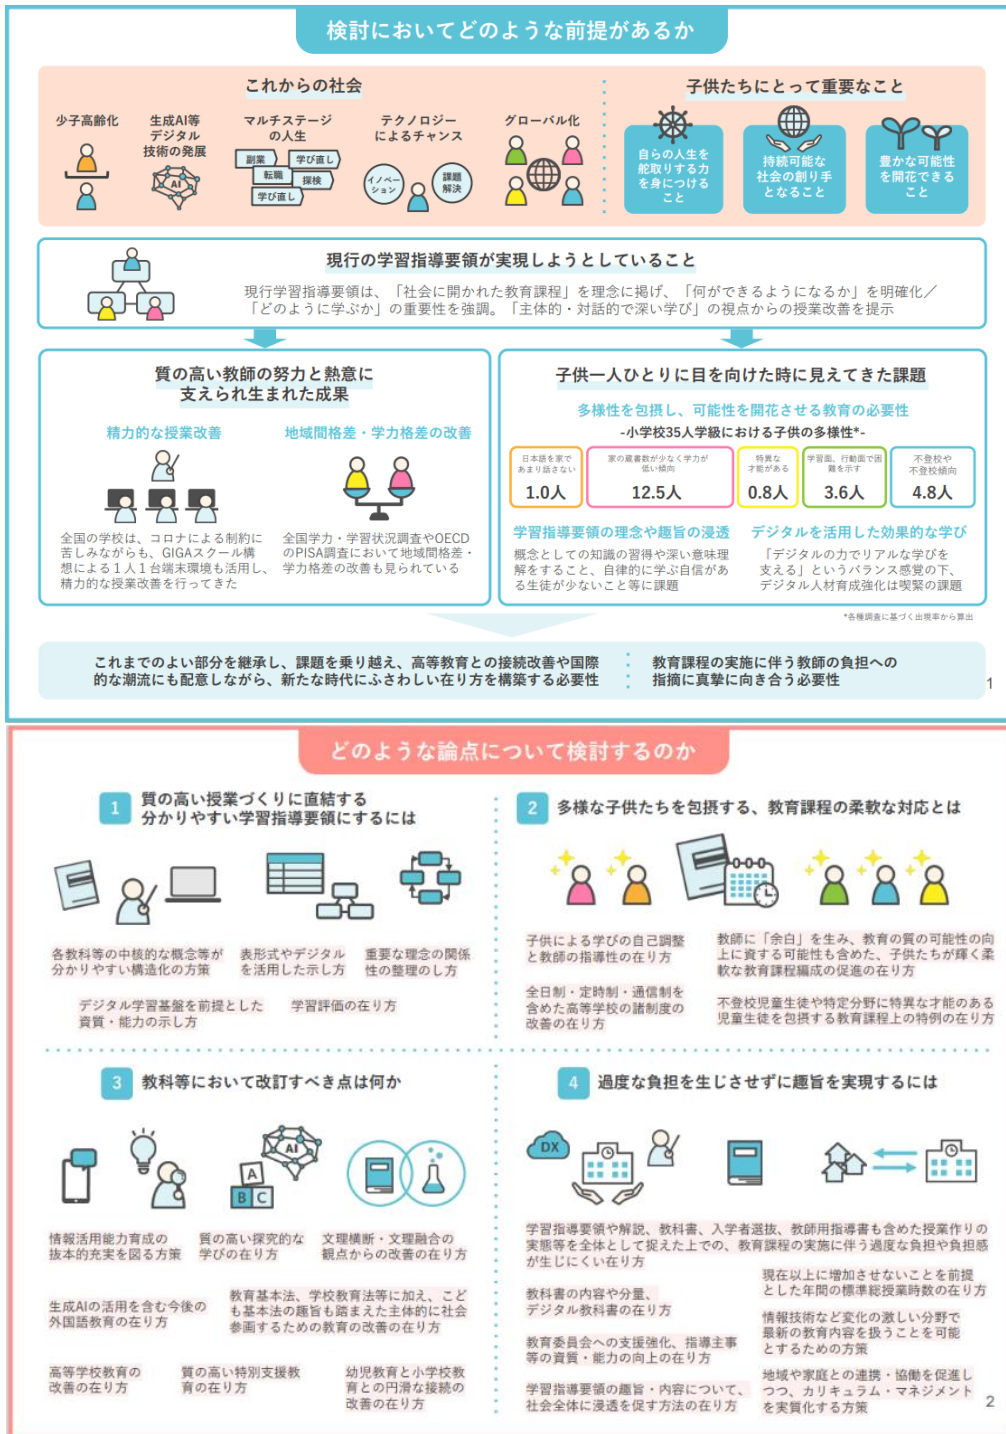 検討においてどのような前提があるか
これからの社会
少子高齢化
生成AI等
デジタル
技術の発展
AI
マルチステージ
の人生
副業
学び直し
転職
探検
学び直し
テクノロジー
によるチャンス
イノベー
ション
課題
解決
グローバル化
子供たちにとって重要なこと
自らの人生を
舵取りする力
を身につける
こと
持続可能な
社会の創り手
となること
豊かな可能性
を開花できる
こと
現行の学習指導要領が実現しようとしていること
現行学習指導要領は、「社会に開かれた教育課程」を理念に掲げ、「何ができるようになるか」を明確化／
「どのように学ぶか」の重要性を強調。「主体的・対話的で深い学び」の視点からの授業改善を提示
質の高い教師の努力と熱意に
支えられ生まれた成果
精力的な授業改善
全国の学校は、コロナによる制約に
苦しみながらも、GIGAスクール構
想による１人１台端末環境も活用し、
精力的な授業改善を行ってきた
地域間格差・学力格差の改善
全国学力・学習状況調査やOECD
のPISA調査において地域間格差・
学力格差の改善も見られている
子供一人ひとりに目を向けた時に見えてきた課題
多様性を包摂し、可能性を開花させる教育の必要性
-小学校35人学級における子供の多様性*-
日本語を家で
あまり話さない
1.0人
家の蔵書数が少なく学力が
低い傾向
12.5人
特異な
才能がある
0.8人
学習面、行動面で困
難を示す
3.6人
不登校や
不登校傾向
4.8人
学習指導要領の理念や趣旨の浸透
概念としての知識の習得や深い意味理
解をすること、自律的に学ぶ自信があ
る生徒が少ないこと等に課題
デジタルを活用した効果的な学び
「デジタルの力でリアルな学びを
支える」というバランス感覚の下、
デジタル人材育成強化は喫緊の課題
*各種調査に基づく出現率から算出
これまでのよい部分を継承し、課題を乗り越え、高等教育との接続改善や国際
的な潮流にも配意しながら、新たな時代にふさわしい在り方を構築する必要性
教育課程の実施に伴う教師の負担への
指摘に真摯に向き合う必要性
1
どのような論点について検討するのか
1
質の高い授業づくりに直結する
分かりやすい学習指導要領にするには
各教科等の中核的な概念等が
分かりやすい構造化の方策
表形式やデジタル
を活用した示し方
重要な理念の関係
性の整理のし方
デジタル学習基盤を前提とした
資質・能力の示し方
学習評価の在り方
2
多様な子供たちを包摂する、教育課程の柔軟な対応とは
子供による学びの自己調整
と教師の指導性の在り方
教師に「余白」を生み、教育の質の可能性の向
上に資する可能性も含めた、子供たちが輝く柔
軟な教育課程編成の促進の在り方
全日制・定時制・通信制を
含めた高等学校の諸制度の
改善の在り方
不登校児童生徒や特定分野に特異な才能のある
児童生徒を包摂する教育課程上の特例の在り方
3
教科等において改訂すべき点は何か
AI
A
B
C
情報活用能力育成の
抜本的充実を図る方策
質の高い探究的な
学びの在り方
文理横断・文理融合の
観点からの改善の在り方
生成AIの活用を含む今後の
外国語教育の在り方
教育基本法、学校教育法等に加え、こど
も基本法の趣旨も踏まえた主体的に社会
参画するための教育の改善の在り方
高等学校教育の
改善の在り方
質の高い特別支援教
育の在り方
幼児教育と小学校教
育との円滑な接続の
改善の在り方
4
過度な負担を生じさせずに趣旨を実現するには
DX
学習指導要領や解説、教科書、入学者選抜、教師用指導書も含めた授業作りの
実態等を全体として捉えた上での、教育課程の実施に伴う過度な負担や負担感
が生じにくい在り方
教科書の内容や分量、
デジタル教科書の在り方
教育委員会への支援強化、指導主事
等の資質・能力の向上の在り方
学習指導要領の趣旨・内容について、
社会全体に浸透を促す方法の在り方
現在以上に増加させないことを前提
とした年間の標準総授業時数の在り方
情報技術など変化の激しい分野で
最新の教育内容を扱うことを可能
とするための方策
地域や家庭との連携・協働を促進し
つつ、カリキュラム・マネジメント
を実質化する方策
2